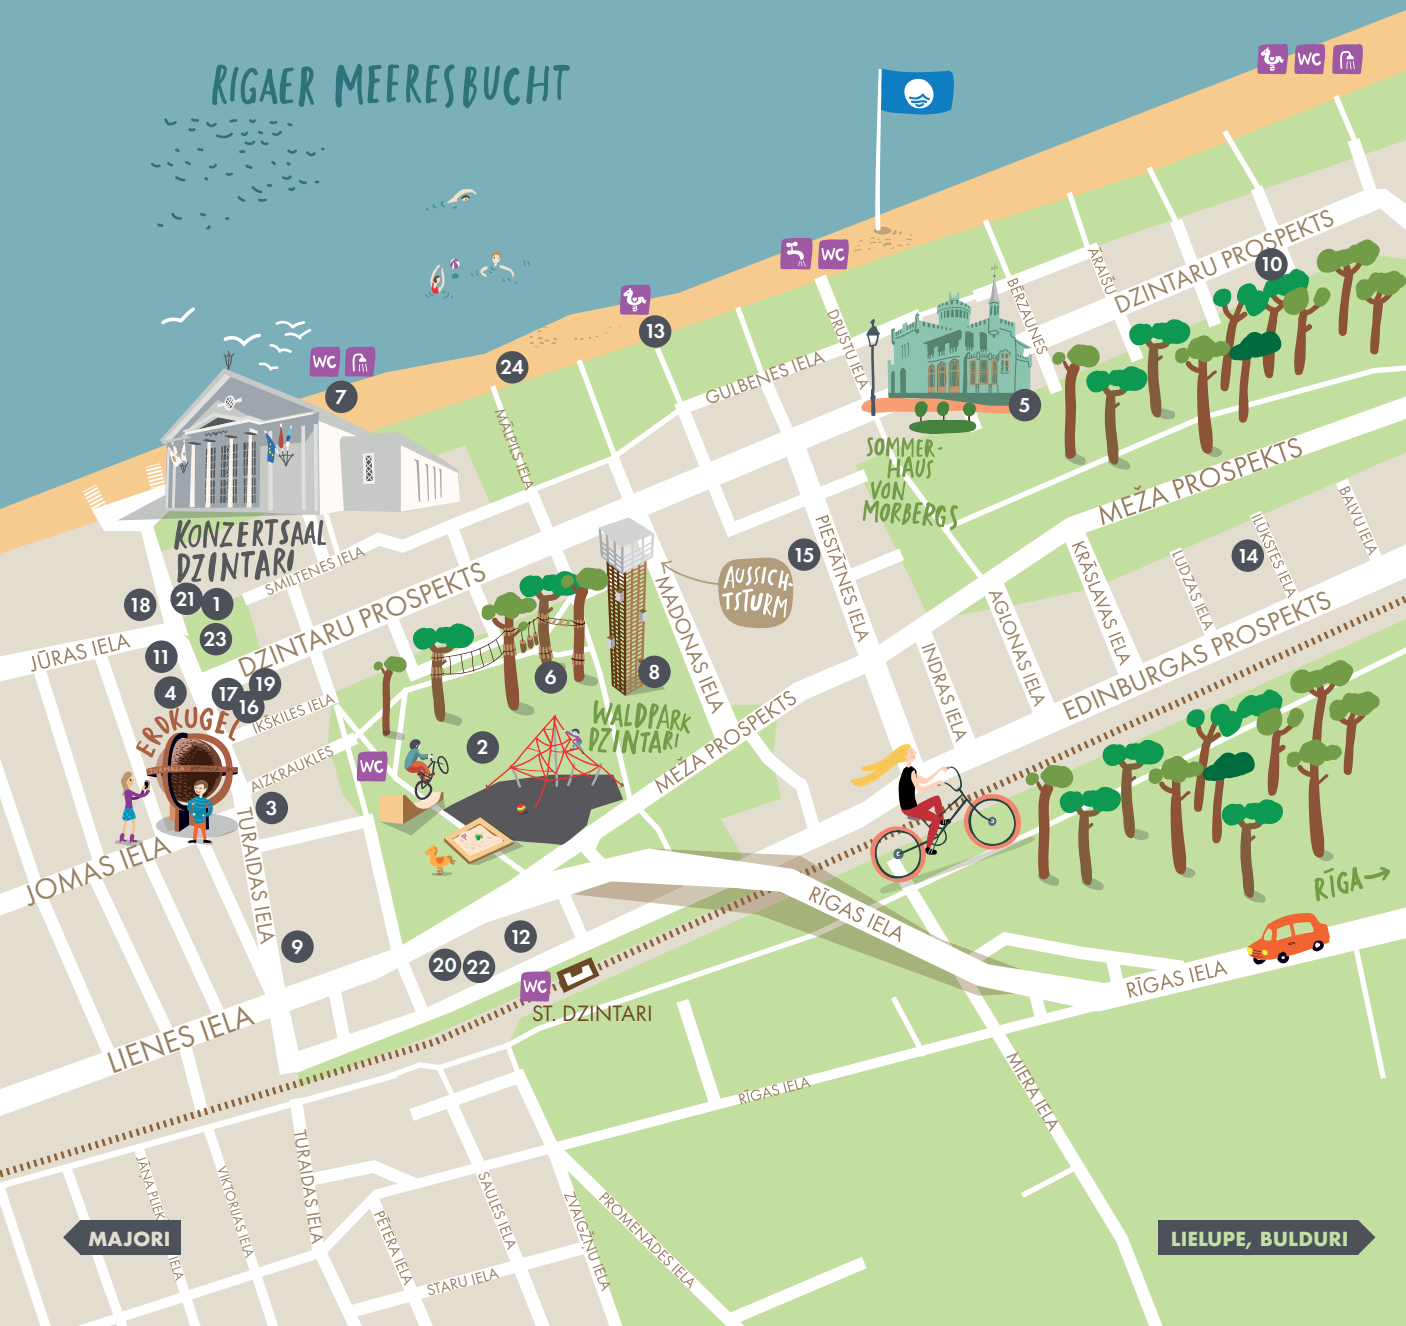 RIGAER MEERESBUCHT
WC
WC
13
24
WC
7
DZINTARU PROSPEKTS
10
ARAIŠU
BĒRZAUNES
DRUSTU IELA
GULBENES IELA
5
SOMMER-
HAUS
VON
MORBERGS
MĀLPILS IELA
KONZERTSAAL
DZINTARI
SMILTENES IELA
MEŽA PROSPEKTS
BAIVU IELA
ILŪKSTES IELA
14
LUDZAS IELA
KRĀSLAVAS IELA
PIESTĀTNES IELA
15
AUSSICH-
TSTURM
MADONAS IELA
DZINTARU PROSPEKTS
18
21
1
23
JŪRAS IELA
11
4
17
19
16
IKŠĶILES IELA
ERDKUGEL
AIZKRAUKLES
6
8
WALDPARK
DZINTARI
2
WC
3
MEŽA PROSPEKTS
AGLONAS IELA
INDRAS IELA
EDINBURGAS PROSPEKTS
JOMAS IELA
TURAIDAS IELA
9
12
20
22
WC
ST. DZINTARI
RĪGAS IELA
RĪGA
RĪGAS IELA
LIENES IELA
RĪGAS IELA
MIERA IELA
TURAIDAS IELA
VIKTORIJAS IELA
PĒTERA IELA
SAULES IELA
STARU IELA
ZVAIGŽŅU IELA
PROMENADES IELA
MAJORI
LIELUPE, BULDURI